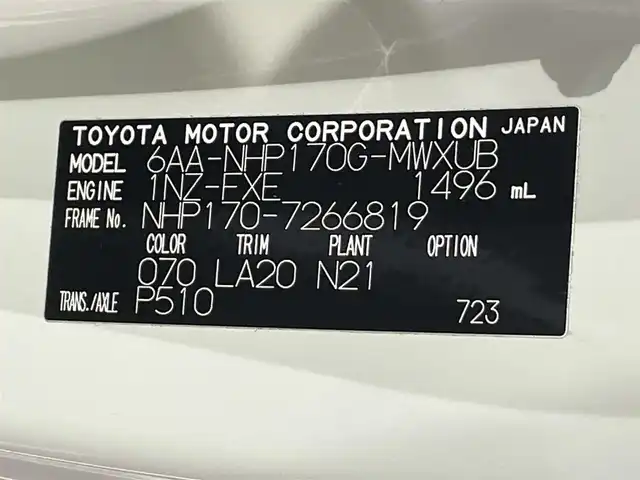 TOYOTA MOTOR CORPORATION JAPAN
MODEL 6AA-NHP170G-MWXUB
ENGINE 1NZ-FXE 1496 mL
FRAME No. NHP170-7266819
COLOR TRIM PLANT OPTION
070 LA20 N21
TRANS./AXLE P510 723